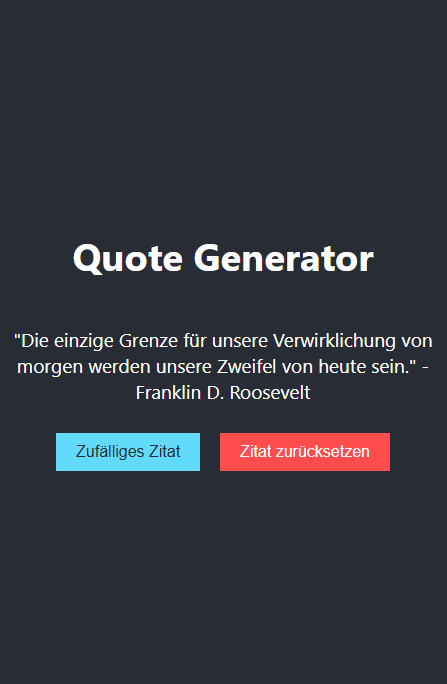 Quote Generator
"Die einzige Grenze für unsere Verwirklichung von
morgen werden unsere Zweifel von heute sein." -
Franklin D. Roosevelt
Zufälliges Zitat
Zitat zurücksetzen